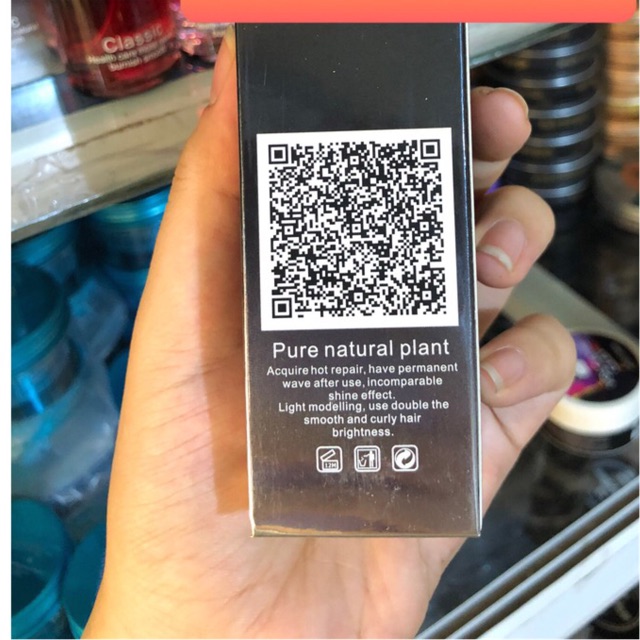 Classic
Pure natural plant
Acquire hot repair, have permanent
wave after use, incomparable
shine effect.
Light modelling, use double the
smooth and curly hair
brightness.
12M